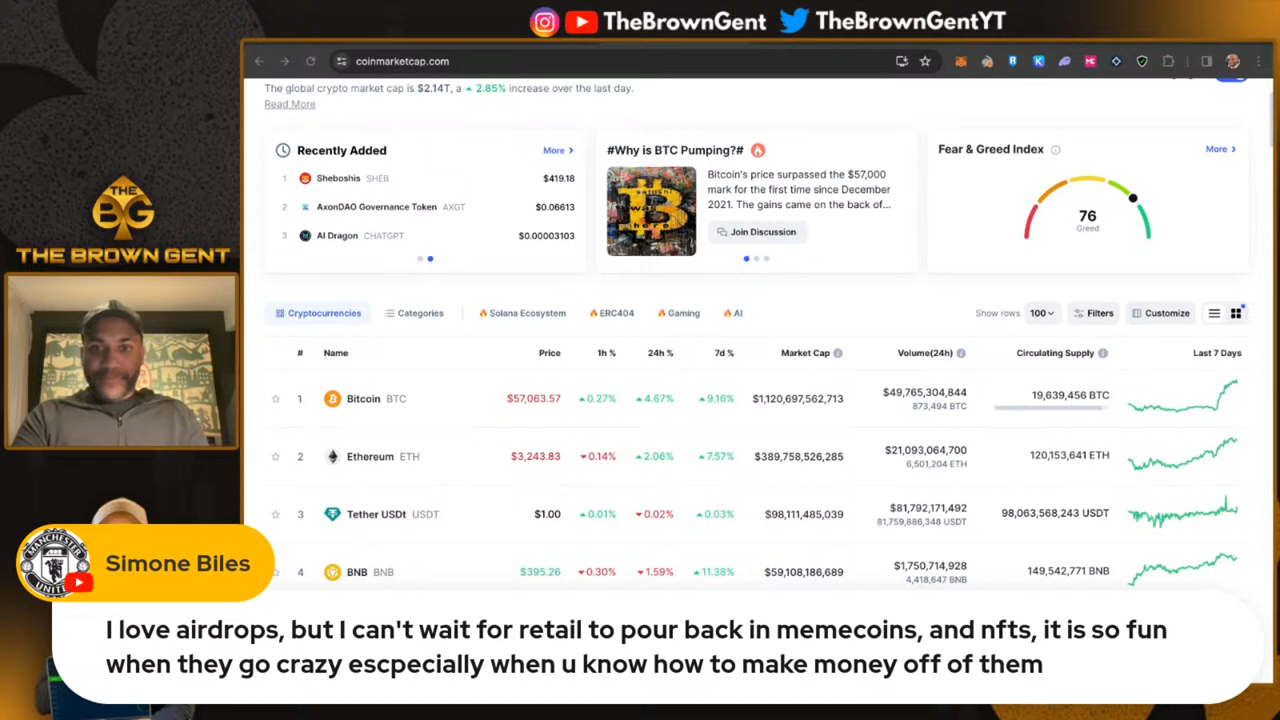 TheBrownGent TheBrownGentYT
coinmarketcap.com
The global crypto market cap is $2.14T, a 2.85% increase over the last day.
Read More
Recently Added
More >
1 Sheboshis SHEB $419.18
2 AxonDAO Governance Token AXGT $0.06613
3 AI Dragon CHATGPT $0.00003103
#Why is BTC Pumping?#
Bitcoin's price surpassed the $57,000
mark for the first time since December
2021. The gains came on the back of...
Join Discussion
Fear & Greed Index
More >
76
Greed
THE
BG
THE BROWN GENT
Cryptocurrencies Categories Solana Ecosystem ERC404 Gaming AI Show rows 100 Filters Customize
# Name Price 1h % 24h % 7d % Market Cap Volume(24h) Circulating Supply Last 7 Days
1 Bitcoin BTC $57,063.57 0.27% 4.67% 9.16% $1,120,697,562,713 $49,765,304,844 19,639,456 BTC
873,494 BTC
2 Ethereum ETH $3,243.83 0.14% 2.06% 7.57% $389,758,526,285 $21,093,064,700 120,153,641 ETH
6,501,204 ETH
3 Tether USDt USDT $1.00 0.01% 0.02% 0.03% $98,111,485,039 $81,792,171,492 98,063,568,243 USDT
81,759,886,348 USDT
4 BNB BNB $395.26 0.30% 1.59% 11.38% $59,108,186,689 $1,750,714,928 149,542,771 BNB
4,418,647 BNB
MANCHESTER
UNITED
Simone Biles
I love airdrops, but I can't wait for retail to pour back in memecoins, and nfts, it is so fun
when they go crazy escpecially when u know how to make money off of them